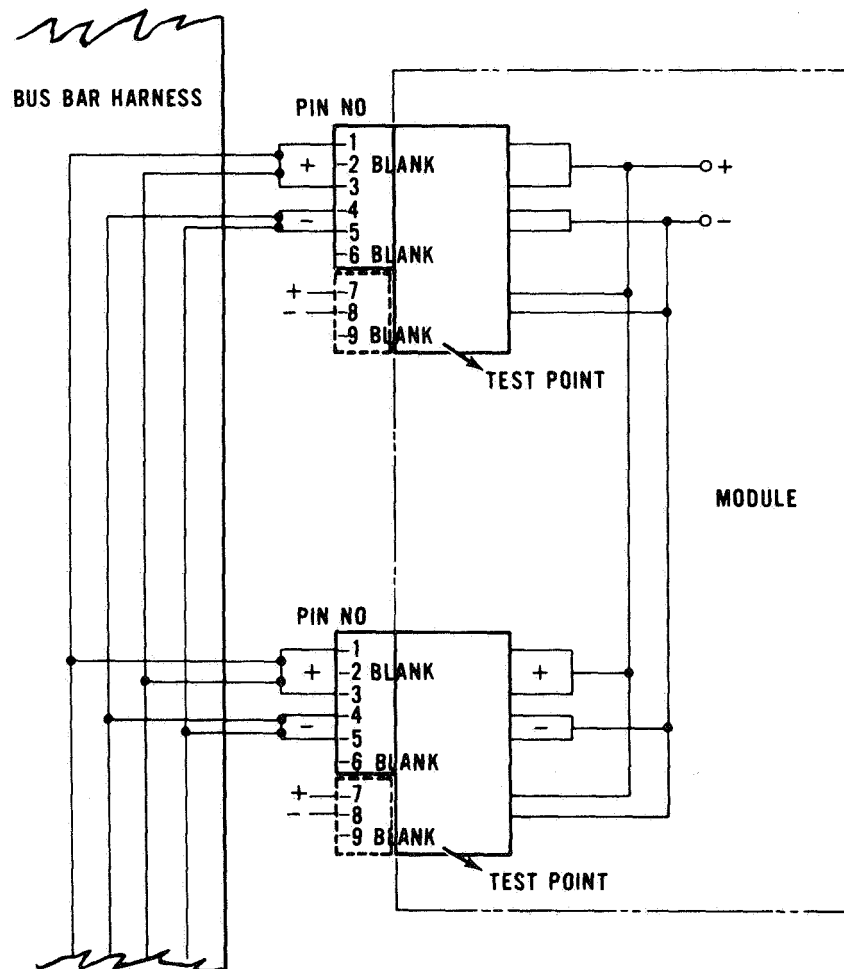 BUS BAR HARNESS
PIN NO
1
+
2 BLANK
3
+
4
-
5
-
6 BLANK
+
7
-
8
9 BLANK
TEST POINT
MODULE
PIN NO
1
+
2 BLANK
+
3
4
-
5
-
6 BLANK
+
7
-
8
9 BLANK
TEST POINT